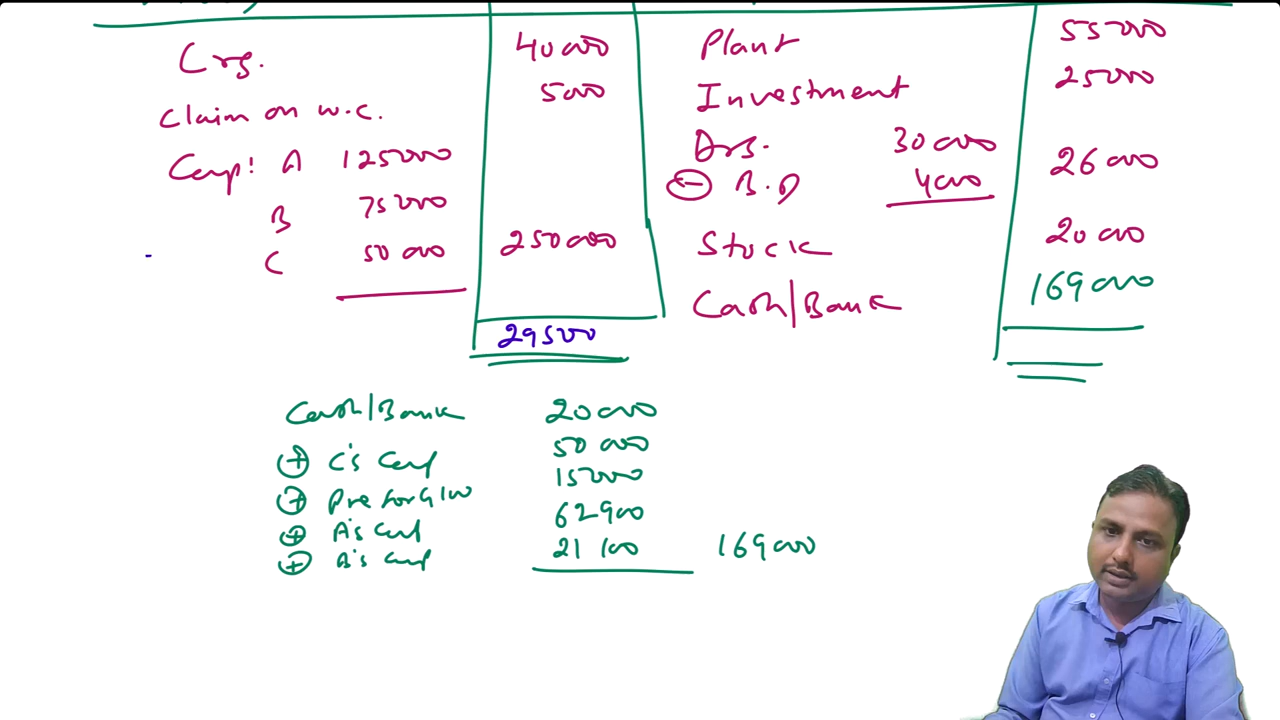 Crs. 40000 Plant 55000
Claim on w.c. 5000 Investment 25000
Cap: A 125000 Drs. 30000 26000
B 75000 ⊖ B.D 4000
C 50000 250000 Stock 20000
Cash/Bank 169000
29500
Cash/Bank 20000
⊕ C's Cap 50000
⊕ Pre for G/W 15000
⊕ A's Cap 62900
⊕ B's Cap 21100 169000